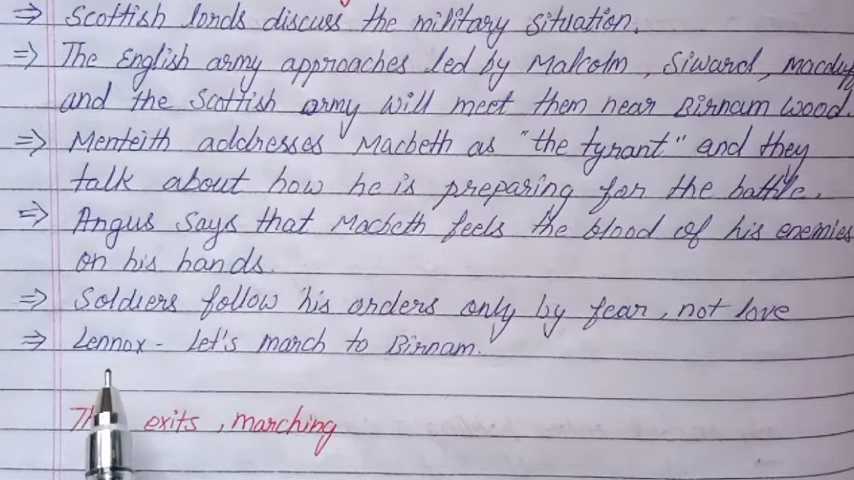 ⇒ Scottish lords discuss the military situation.
⇒ The English army approaches led by Malcolm, Siward, Macduff
and the Scottish army will meet them near Birnam Wood.
⇒ Menteith addresses Macbeth as "the tyrant" and they
talk about how he is preparing for the battle.
⇒ Angus says that Macbeth feels the blood of his enemies
on his hands.
⇒ Soldiers follow his orders only by fear, not love
⇒ Lennox - Let's march to Birnam.
exits, marching